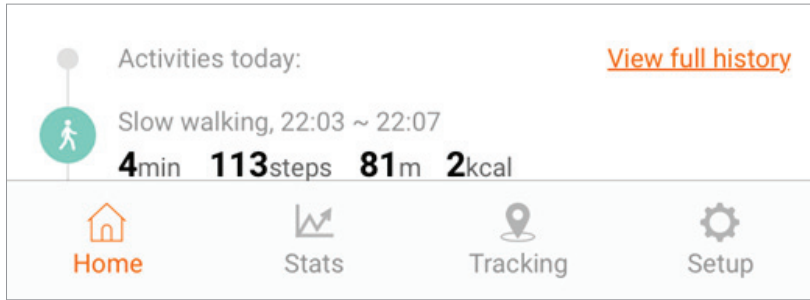 Activities today: View full history
Slow walking, 22:03 ~ 22:07
4min 113steps 81m 2kcal
Home Stats Tracking Setup